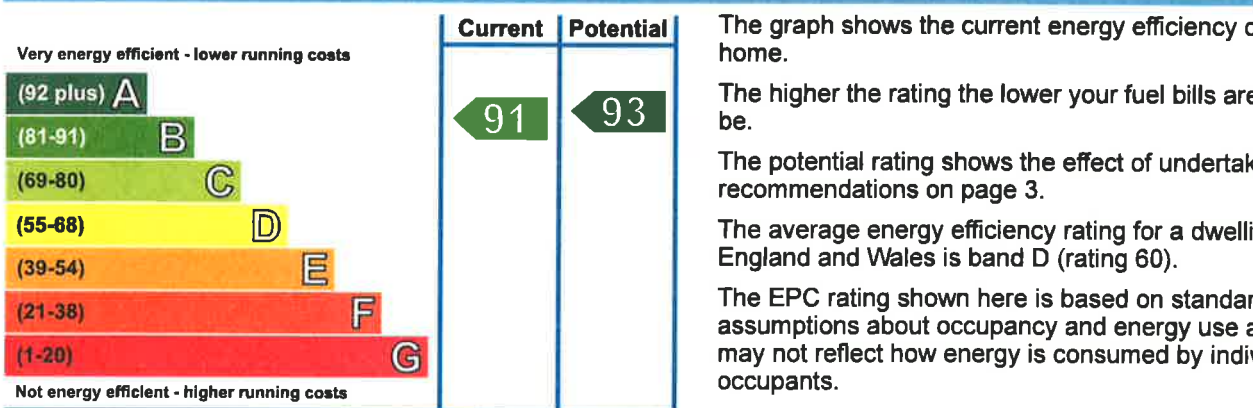 Current Potential
Very energy efficient - lower running costs
(92 plus) A
91 93
(81-91) B
(69-80) C
(55-68) D
(39-54) E
(21-38) F
(1-20) G
Not energy efficient - higher running costs
The graph shows the current energy efficiency
home.
The higher the rating the lower your fuel bills are
be.
The potential rating shows the effect of
recommendations on page 3.
The average energy efficiency rating for a
England and Wales is band D (rating 60).
The EPC rating shown here is based on
assumptions about occupancy and energy use
may not reflect how energy is consumed by
occupants.